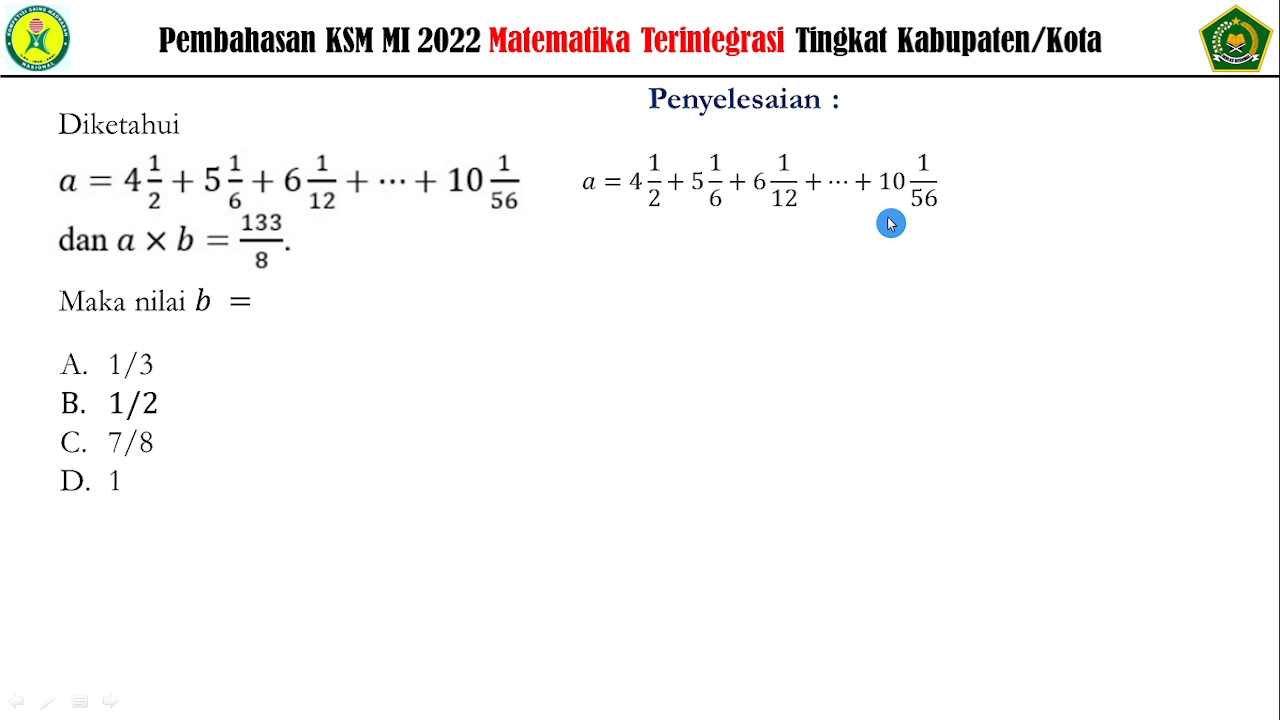 Pembahasan KSM MI 2022 Matematika Terintegrasi Tingkat Kabupaten/Kota
Diketahui
a = 4 1/2 + 5 1/6 + 6 1/12 + ⋯ + 10 1/56
dan a × b = 133/8.
Maka nilai b =
A. 1/3
B. 1/2
C. 7/8
D. 1
Penyelesaian :
a = 4 1/2 + 5 1/6 + 6 1/12 + ⋯ + 10 1/56